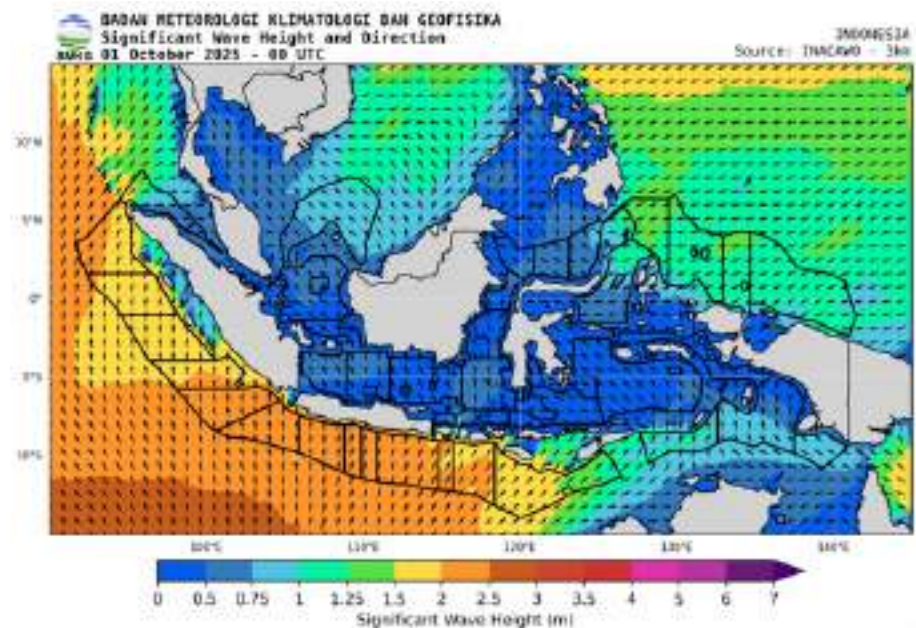 BADAN METEOROLOGI KLIMATOLOGI DAN GEOFISIKA
Significant Wave Height and Direction
BMKG 01 October 2025 - 00 UTC
INDONESIA
Source: INACAWO - 3km
10°N
5°N
0°
5°S
10°S
100°E 110°E 120°E 130°E 140°E
0 0.5 0.75 1 1.25 1.5 2 2.5 3 3.5 4 5 6 7
Significant Wave Height (m)